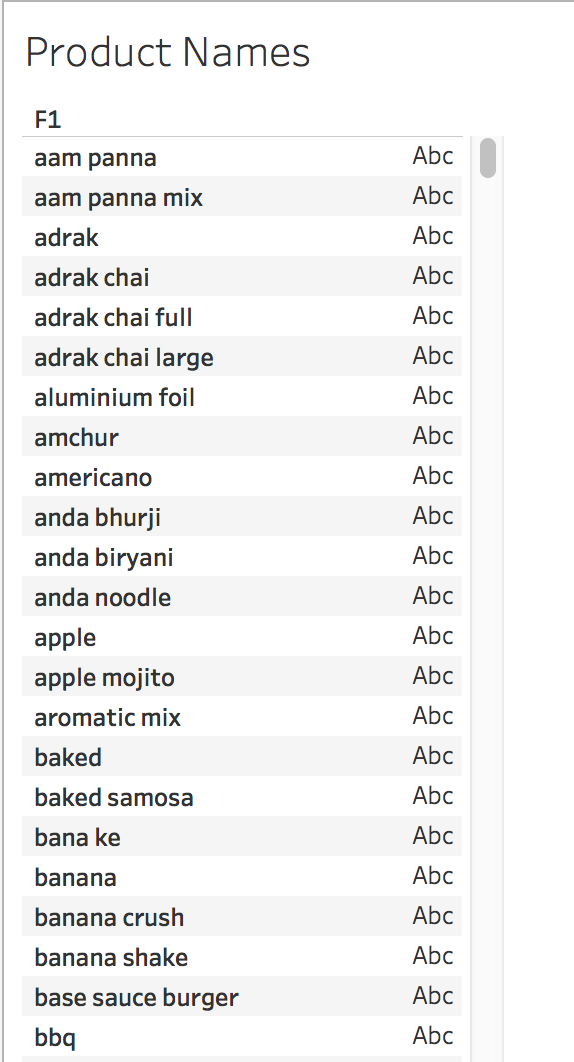 Product Names
F1
aam panna Abc
aam panna mix Abc
adrak Abc
adrak chai Abc
adrak chai full Abc
adrak chai large Abc
aluminium foil Abc
amchur Abc
americano Abc
anda bhurji Abc
anda biryani Abc
anda noodle Abc
apple Abc
apple mojito Abc
aromatic mix Abc
baked Abc
baked samosa Abc
bana ke Abc
banana Abc
banana crush Abc
banana shake Abc
base sauce burger Abc
bbq Abc